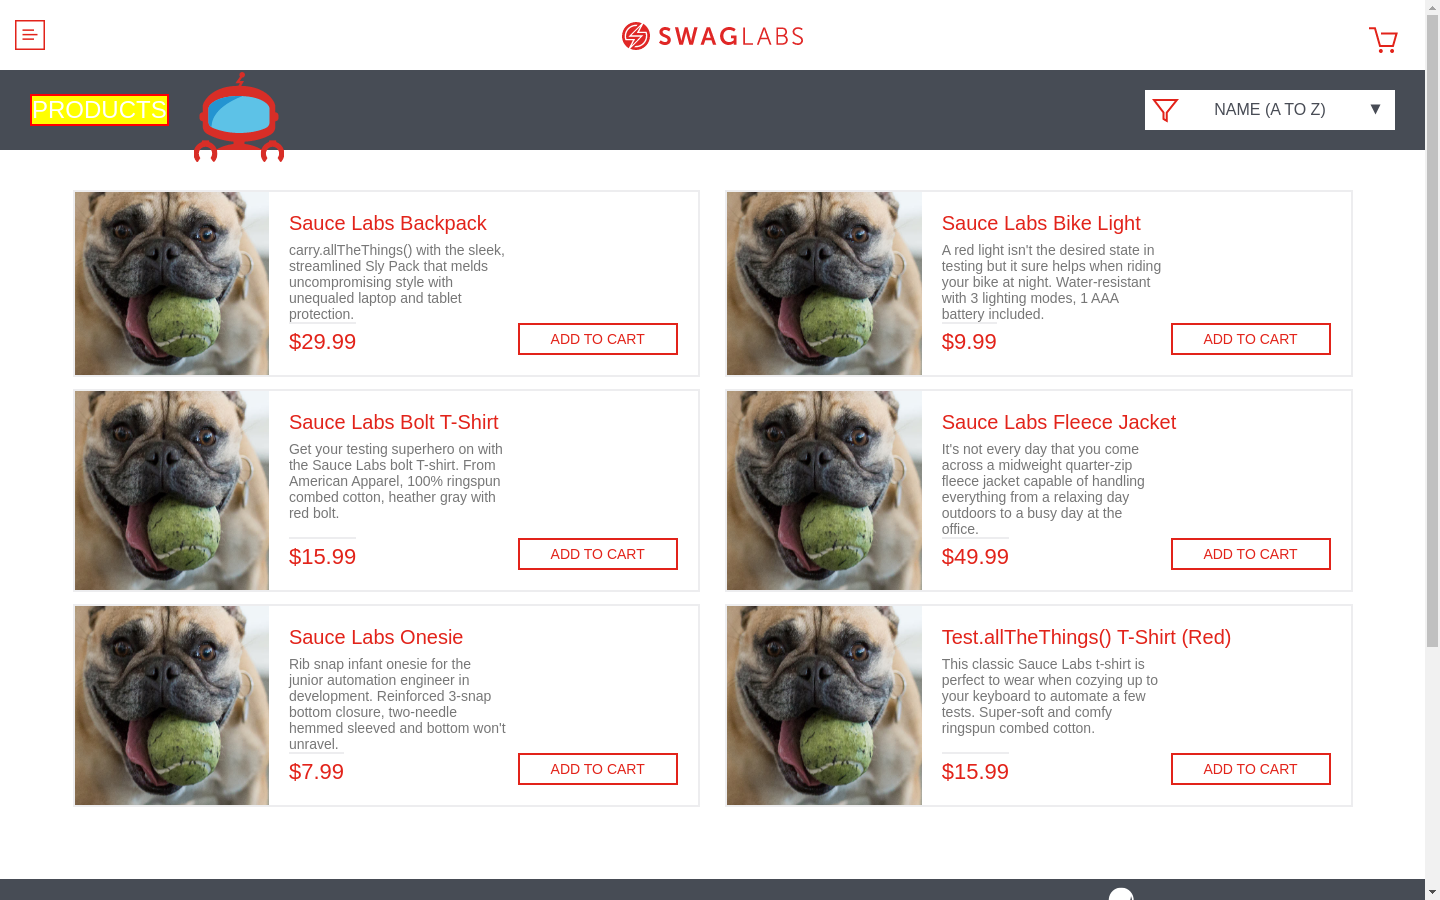 SWAGLABS
PRODUCTS
NAME (A TO Z)
Sauce Labs Backpack
carry.allTheThings() with the sleek,
streamlined Sly Pack that melds
uncompromising style with
unequaled laptop and tablet
protection.
$29.99
ADD TO CART
Sauce Labs Bike Light
A red light isn't the desired state in
testing but it sure helps when riding
your bike at night. Water-resistant
with 3 lighting modes, 1 AAA
battery included.
$9.99
ADD TO CART
Sauce Labs Bolt T-Shirt
Get your testing superhero on with
the Sauce Labs bolt T-shirt. From
American Apparel, 100% ringspun
combed cotton, heather gray with
red bolt.
$15.99
ADD TO CART
Sauce Labs Fleece Jacket
It's not every day that you come
across a midweight quarter-zip
fleece jacket capable of handling
everything from a relaxing day
outdoors to a busy day at the
office.
$49.99
ADD TO CART
Sauce Labs Onesie
Rib snap infant onesie for the
junior automation engineer in
development. Reinforced 3-snap
bottom closure, two-needle
hemmed sleeved and bottom won't
unravel.
$7.99
ADD TO CART
Test.allTheThings() T-Shirt (Red)
This classic Sauce Labs t-shirt is
perfect to wear when cozying up to
your keyboard to automate a few
tests. Super-soft and comfy
ringspun combed cotton.
$15.99
ADD TO CART